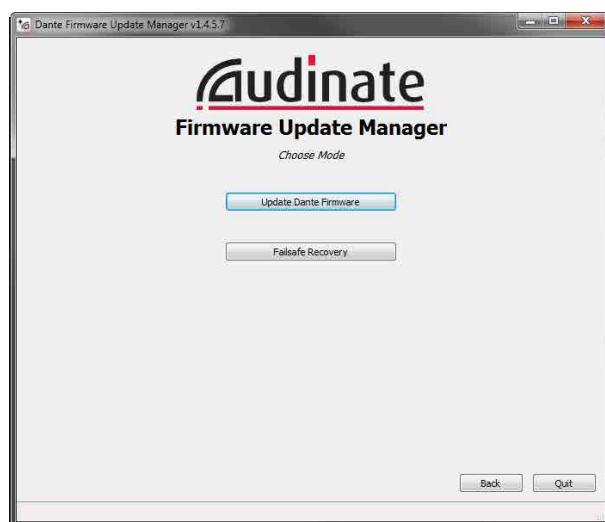 Dante Firmware Update Manager v1.4.5.7
Audinate
Firmware Update Manager
Choose Mode
Update Dante Firmware
Failsafe Recovery
Back
Quit